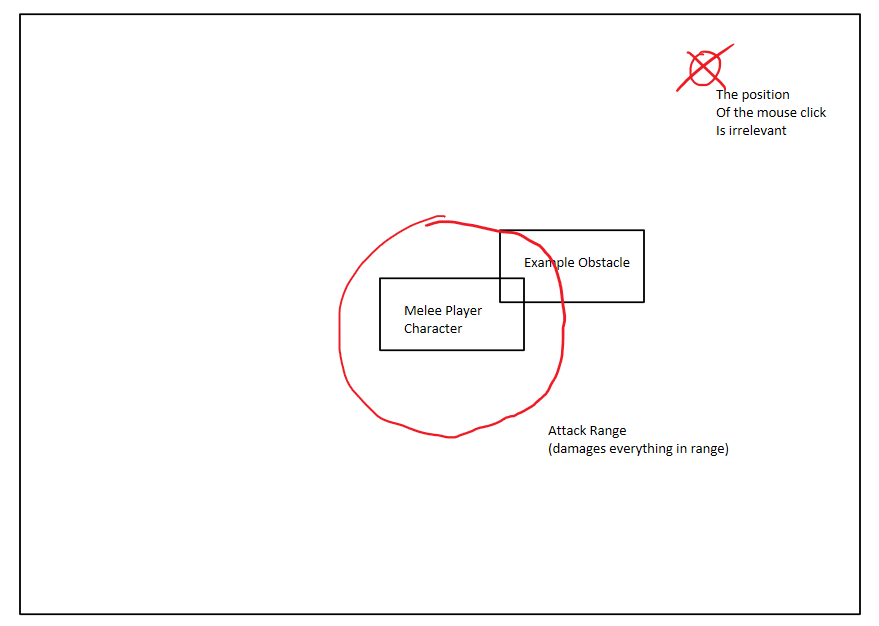 The position
Of the mouse click
Is irrelevant
Example Obstacle
Melee Player
Character
Attack Range
(damages everything in range)